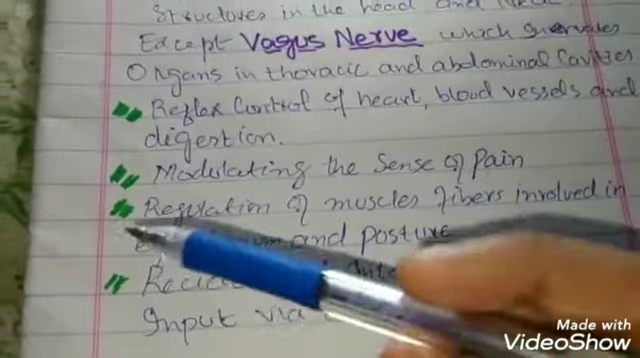 Structures in the head and
Except Vagus Nerve which
Organs in thoracic and abdominal Cavities
Reflex Control of heart, blood vessels and
digestion.
Modulating the Sense of Pain
Regulation of muscles fibers involved in
and posture
Input via
Made with
VideoShow